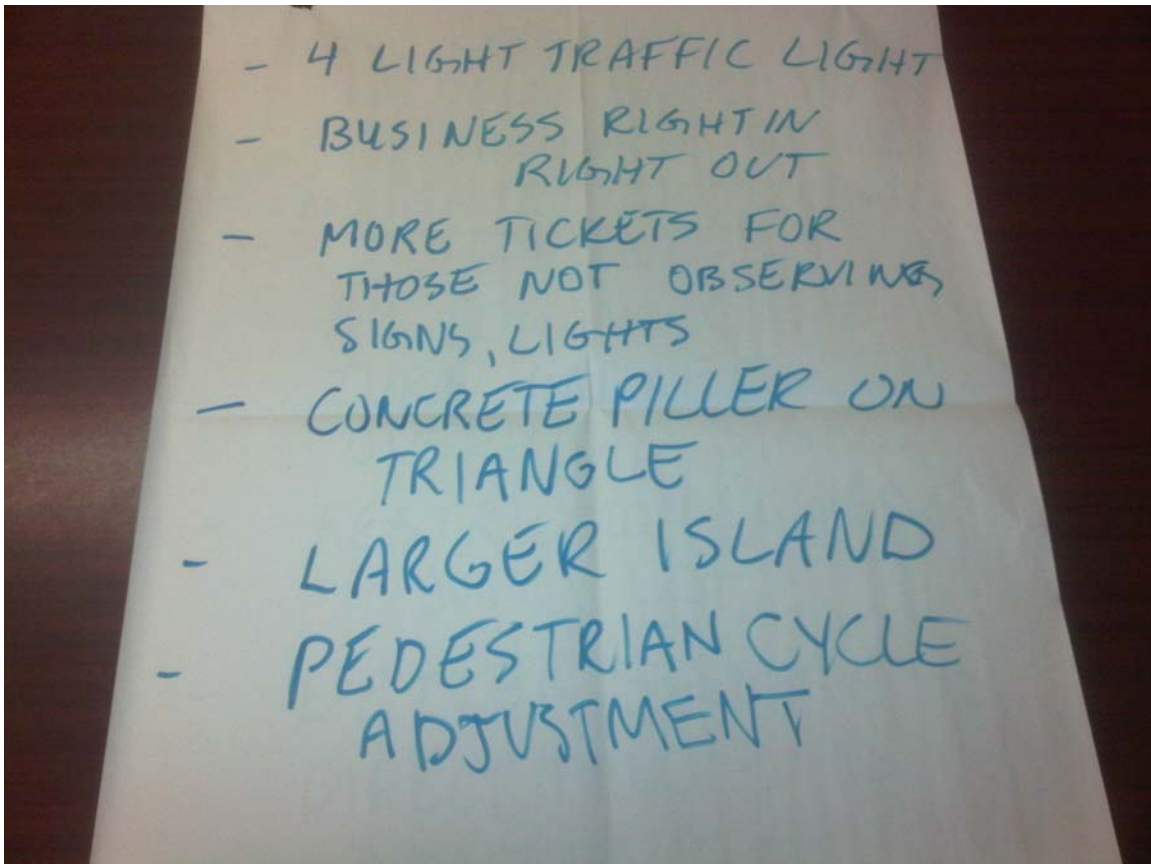 - 4 LIGHT TRAFFIC LIGHT
- BUSINESS RIGHT IN
RIGHT OUT
- MORE TICKETS FOR
THOSE NOT OBSERVING
SIGNS, LIGHTS
- CONCRETE PILLER ON
TRIANGLE
- LARGER ISLAND
- PEDESTRIAN CYCLE
ADJUSTMENT